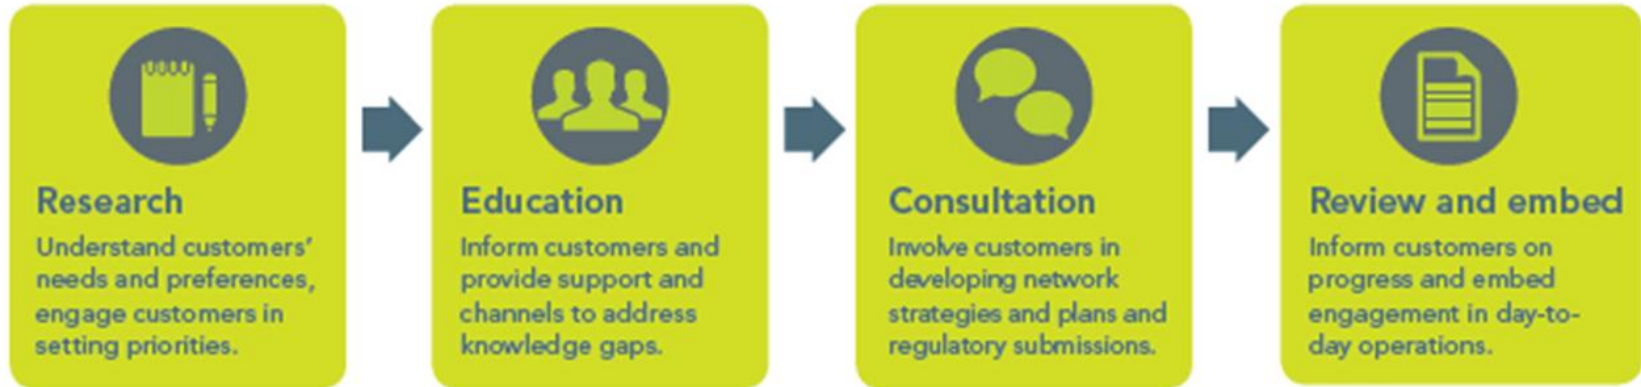 Research
Understand customers'
needs and preferences,
engage customers in
setting priorities.
Education
Inform customers and
provide support and
channels to address
knowledge gaps.
Consultation
Involve customers in
developing network
strategies and plans and
regulatory submissions.
Review and embed
Inform customers on
progress and embed
engagement in day-to-
day operations.